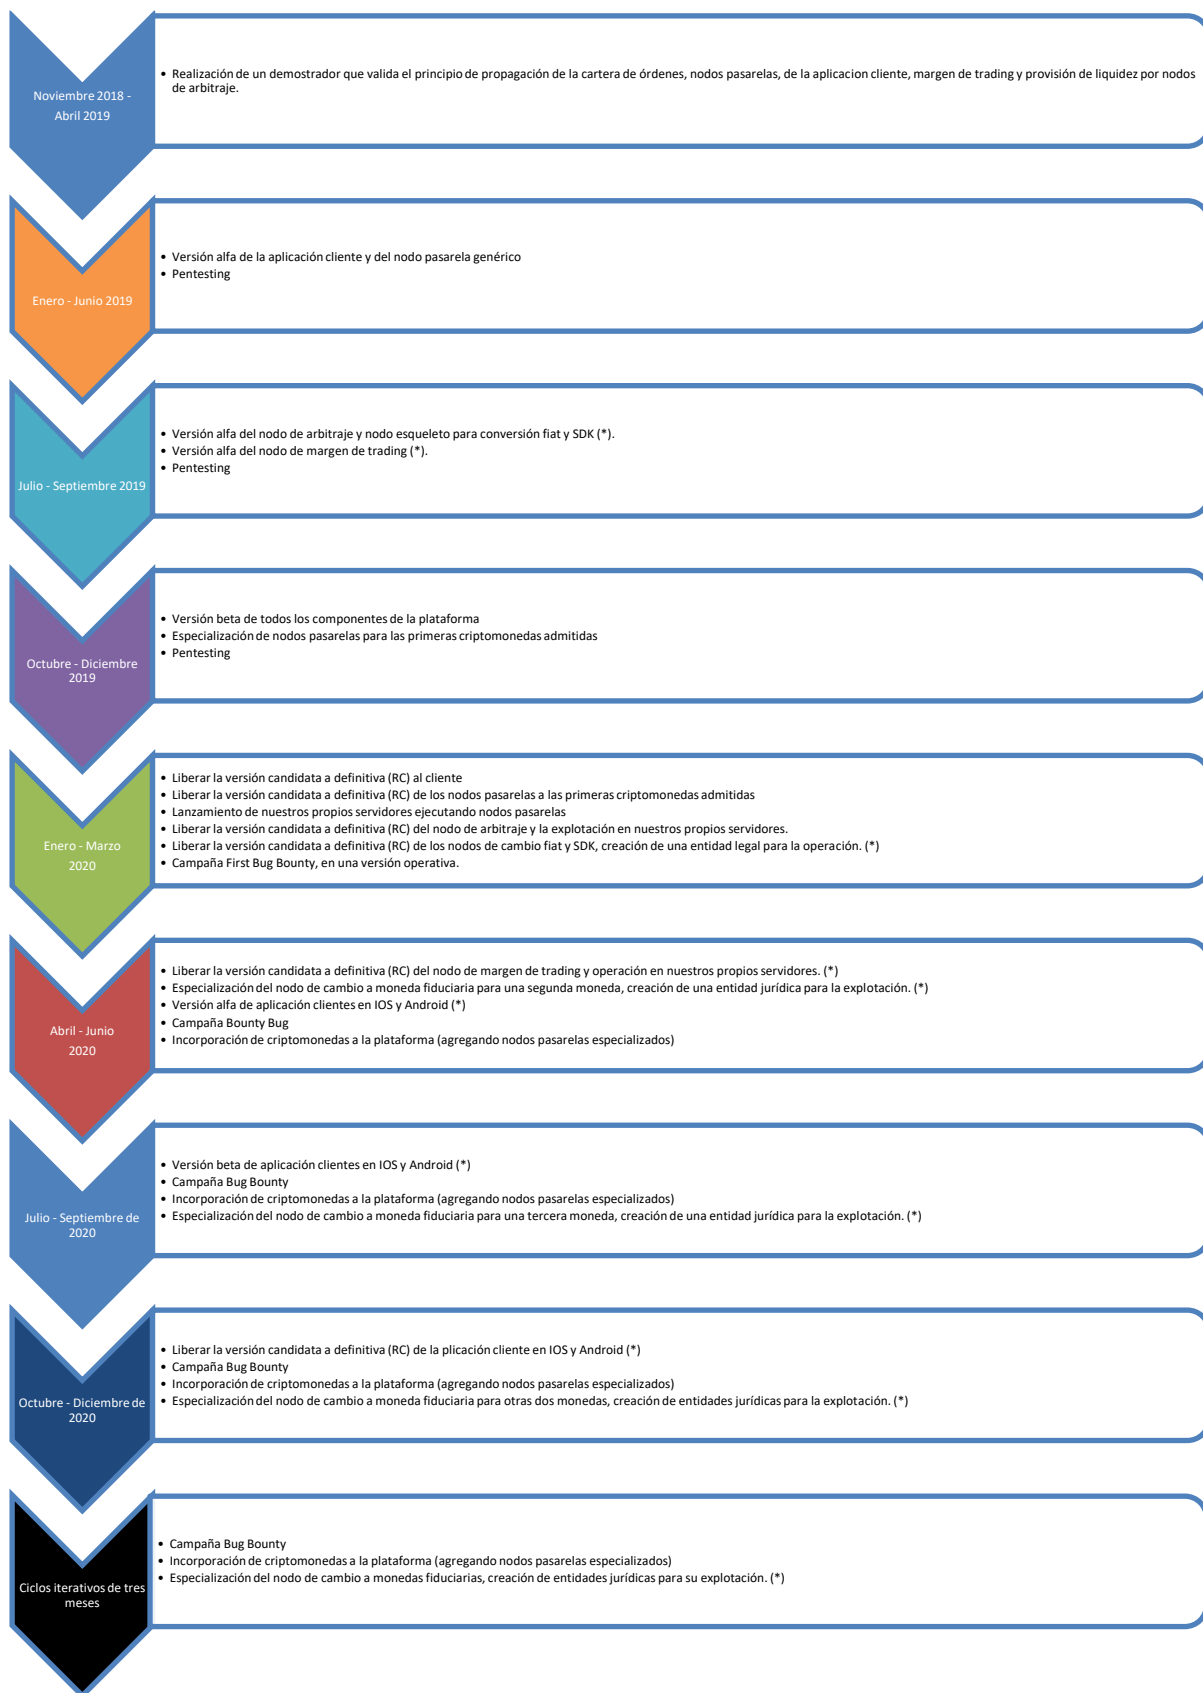 Noviembre 2018 -
Abril 2019
• Realización de un demostrador que valida el principio de propagación de la cartera de órdenes, nodos pasarelas, de la aplicacion cliente, margen de trading y provisión de liquidez por nodos
de arbitraje.
Enero - Junio 2019
• Versión alfa de la aplicación cliente y del nodo pasarela genérico
• Pentesting
Julio - Septiembre 2019
• Versión alfa del nodo de arbitraje y nodo esqueleto para conversión fiat y SDK (*).
• Versión alfa del nodo de margen de trading (*).
• Pentesting
Octubre - Diciembre
2019
• Versión beta de todos los componentes de la plataforma
• Especialización de nodos pasarelas para las primeras criptomonedas admitidas
• Pentesting
Enero - Marzo
2020
• Liberar la versión candidata a definitiva (RC) al cliente
• Liberar la versión candidata a definitiva (RC) de los nodos pasarelas a las primeras criptomonedas admitidas
• Lanzamiento de nuestros propios servidores ejecutando nodos pasarelas
• Liberar la versión candidata a definitiva (RC) del nodo de arbitraje y la explotación en nuestros propios servidores.
• Liberar la versión candidata a definitiva (RC) de los nodos de cambio fiat y SDK, creación de una entidad legal para la operación. (*)
• Campaña First Bug Bounty, en una versión operativa.
Abril - Junio
2020
• Liberar la versión candidata a definitiva (RC) del nodo de margen de trading y operación en nuestros propios servidores. (*)
• Especialización del nodo de cambio a moneda fiduciaria para una segunda moneda, creación de una entidad jurídica para la explotación. (*)
• Versión alfa de aplicación clientes en IOS y Android (*)
• Campaña Bounty Bug
• Incorporación de criptomonedas a la plataforma (agregando nodos pasarelas especializados)
Julio - Septiembre de
2020
• Versión beta de aplicación clientes en IOS y Android (*)
• Campaña Bug Bounty
• Incorporación de criptomonedas a la plataforma (agregando nodos pasarelas especializados)
• Especialización del nodo de cambio a moneda fiduciaria para una tercera moneda, creación de una entidad jurídica para la explotación. (*)
Octubre - Diciembre de
2020
• Liberar la versión candidata a definitiva (RC) de la plicación cliente en IOS y Android (*)
• Campaña Bug Bounty
• Incorporación de criptomonedas a la plataforma (agregando nodos pasarelas especializados)
• Especialización del nodo de cambio a moneda fiduciaria para otras dos monedas, creación de entidades jurídicas para la explotación. (*)
Ciclos iterativos de tres
meses
• Campaña Bug Bounty
• Incorporación de criptomonedas a la plataforma (agregando nodos pasarelas especializados)
• Especialización del nodo de cambio a monedas fiduciarias, creación de entidades jurídicas para su explotación. (*)